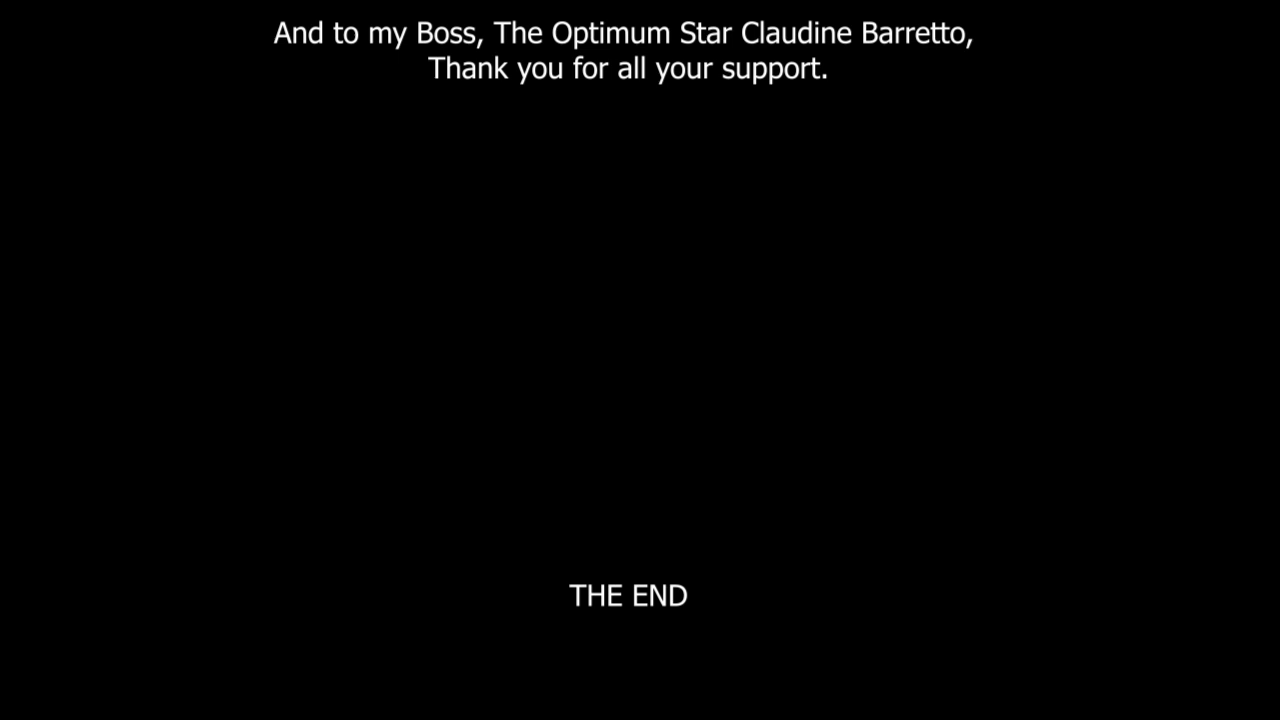 And to my Boss, The Optimum Star Claudine Barretto,
Thank you for all your support.
THE END